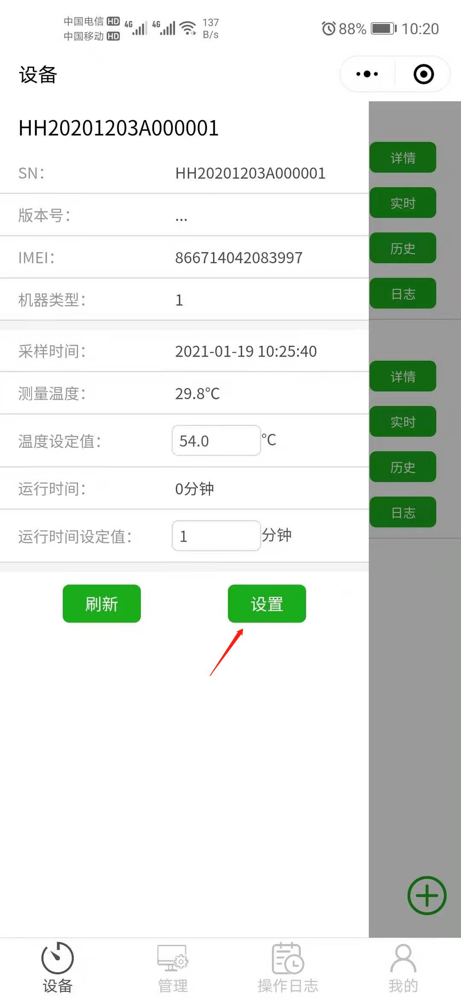 中国电信 HD 4G 4G 137
中国移动 HD B/s
88% 10:20
设备
HH20201203A000001
SN： HH20201203A000001
版本号： ...
IMEI： 866714042083997
机器类型： 1
采样时间： 2021-01-19 10:25:40
测量温度： 29.8℃
温度设定值： 54.0 ℃
运行时间： 0分钟
运行时间设定值： 1 分钟
刷新 设置
详情
实时
历史
日志
详情
实时
历史
日志
设备 管理 操作日志 我的